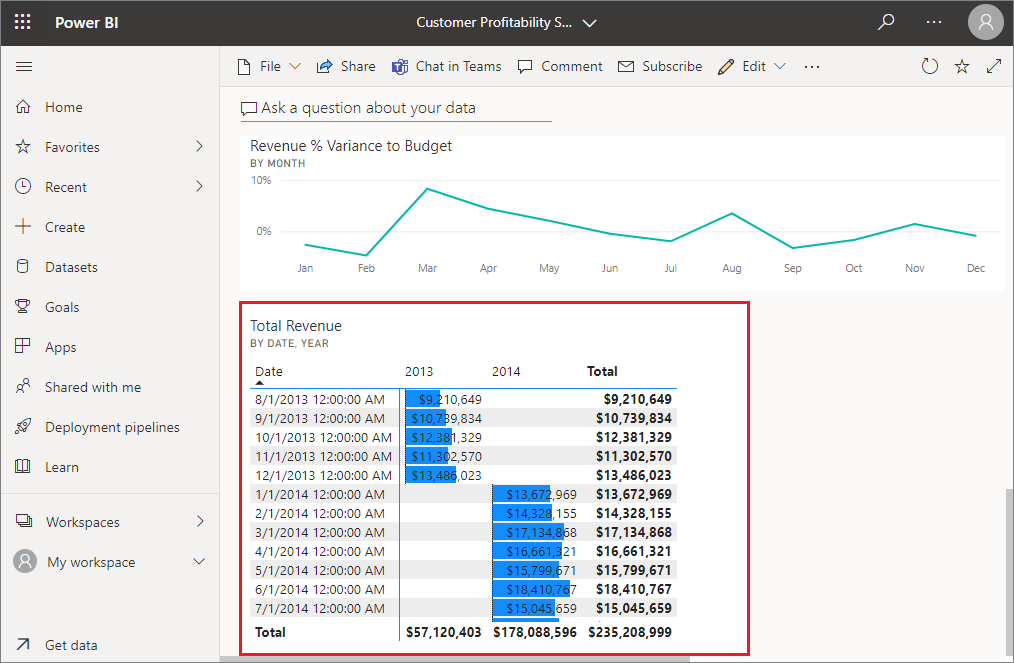 Power BI
Customer Profitability S...
File Share Chat in Teams Comment Subscribe Edit ...
Home
Favorites
Recent
Create
Datasets
Goals
Apps
Shared with me
Deployment pipelines
Learn
Workspaces
My workspace
Get data
Ask a question about your data
Revenue % Variance to Budget
BY MONTH
10%
0%
Jan Feb Mar Apr May Jun Jul Aug Sep Oct Nov Dec
Total Revenue
BY DATE, YEAR
Date 2013 2014 Total
8/1/2013 12:00:00 AM $9,210,649 $9,210,649
9/1/2013 12:00:00 AM $10,739,834 $10,739,834
10/1/2013 12:00:00 AM $12,381,329 $12,381,329
11/1/2013 12:00:00 AM $11,302,570 $11,302,570
12/1/2013 12:00:00 AM $13,486,023 $13,486,023
1/1/2014 12:00:00 AM $13,672,969 $13,672,969
2/1/2014 12:00:00 AM $14,328,155 $14,328,155
3/1/2014 12:00:00 AM $17,134,868 $17,134,868
4/1/2014 12:00:00 AM $16,661,321 $16,661,321
5/1/2014 12:00:00 AM $15,799,671 $15,799,671
6/1/2014 12:00:00 AM $18,410,767 $18,410,767
7/1/2014 12:00:00 AM $15,045,659 $15,045,659
Total $57,120,403 $178,088,596 $235,208,999